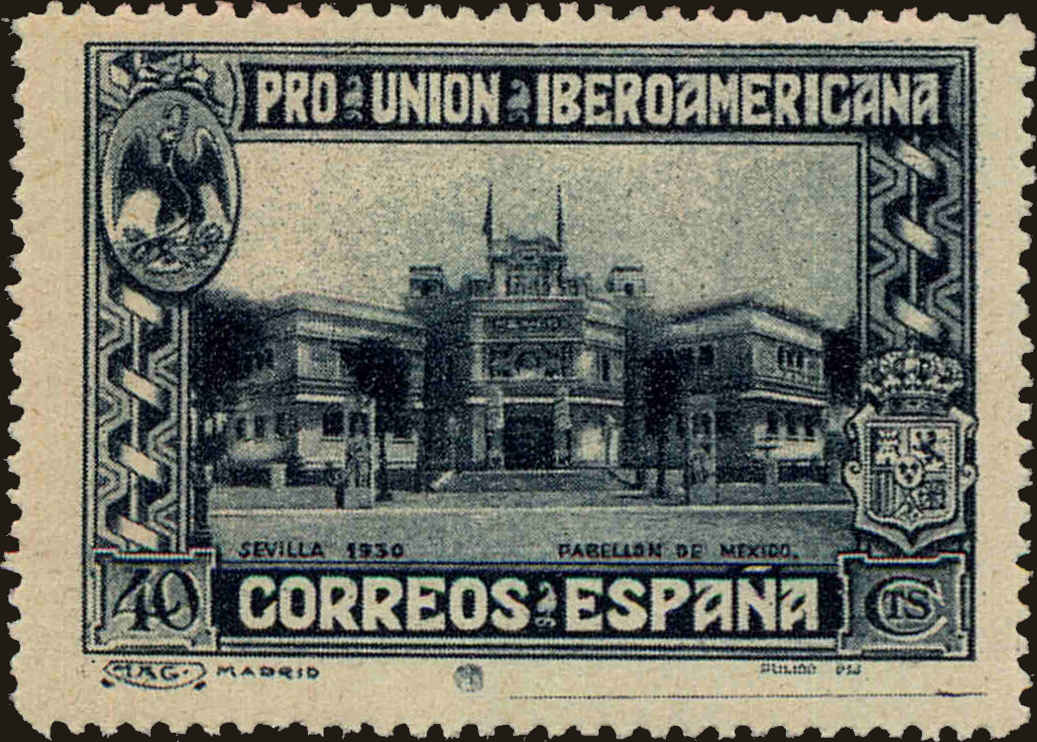 PRO UNION IBEROAMERICANA
SEVILLA 1930
PABELLON DE MEXICO.
40
CORREOS ESPAÑA
CTS
MADRID